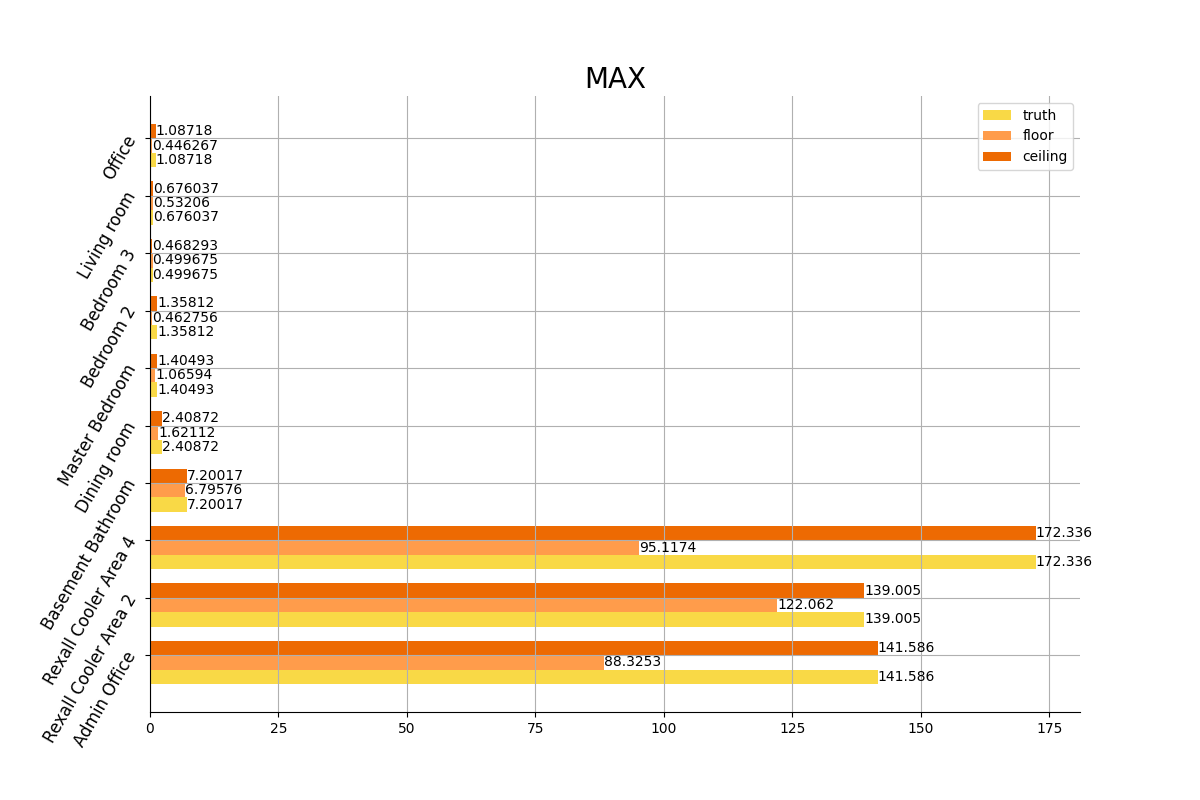 MAX
truth
floor
ceiling
Office
1.08718
0.446267
1.08718
Living room
0.676037
0.53206
0.676037
Bedroom 3
0.468293
0.499675
0.499675
Bedroom 2
1.35812
0.462756
1.35812
Master Bedroom
1.40493
1.06594
1.40493
Dining room
2.40872
1.62112
2.40872
Basement Bathroom
7.20017
6.79576
7.20017
Rexall Cooler Area 4
172.336
95.1174
172.336
Rexall Cooler Area 2
139.005
122.062
139.005
Admin Office
141.586
88.3253
141.586
0 25 50 75 100 125 150 175